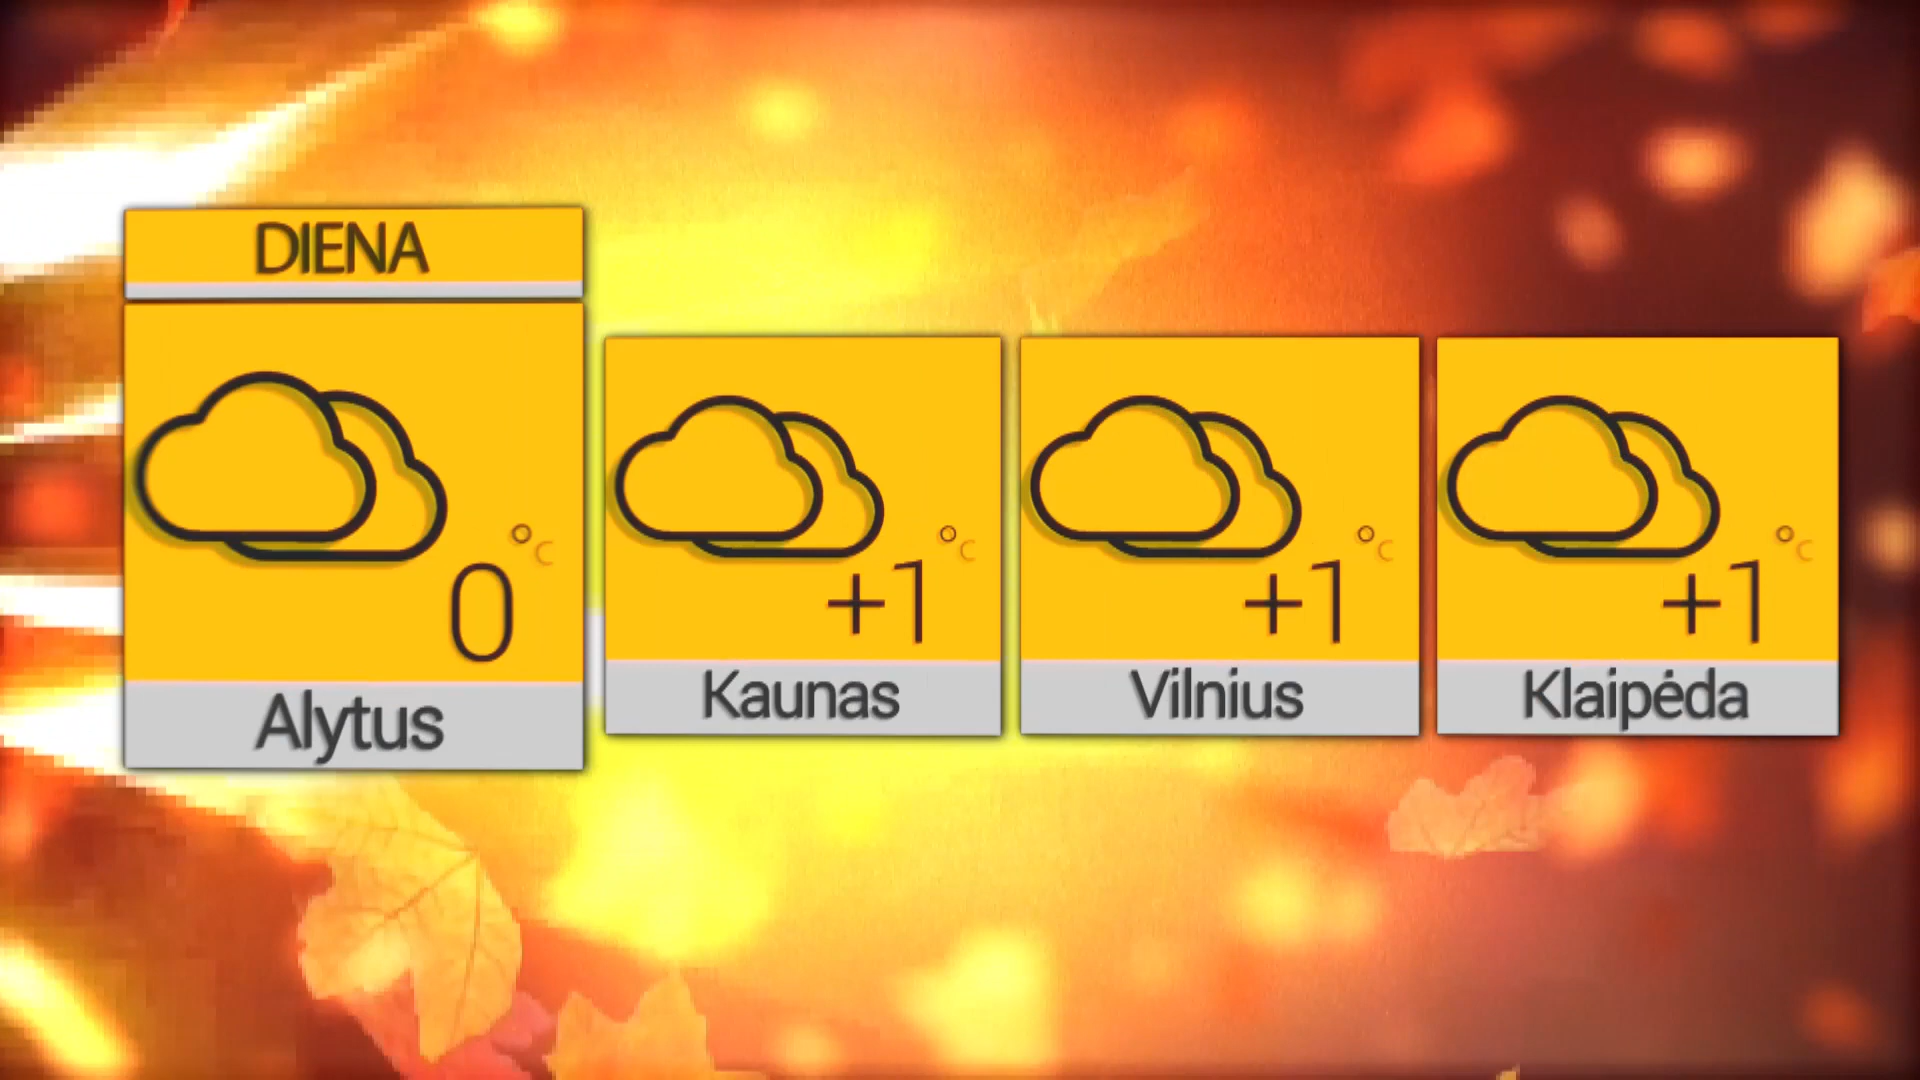 DIENA
0 °C
Alytus
+1 °C
Kaunas
+1 °C
Vilnius
+1 °C
Klaipėda